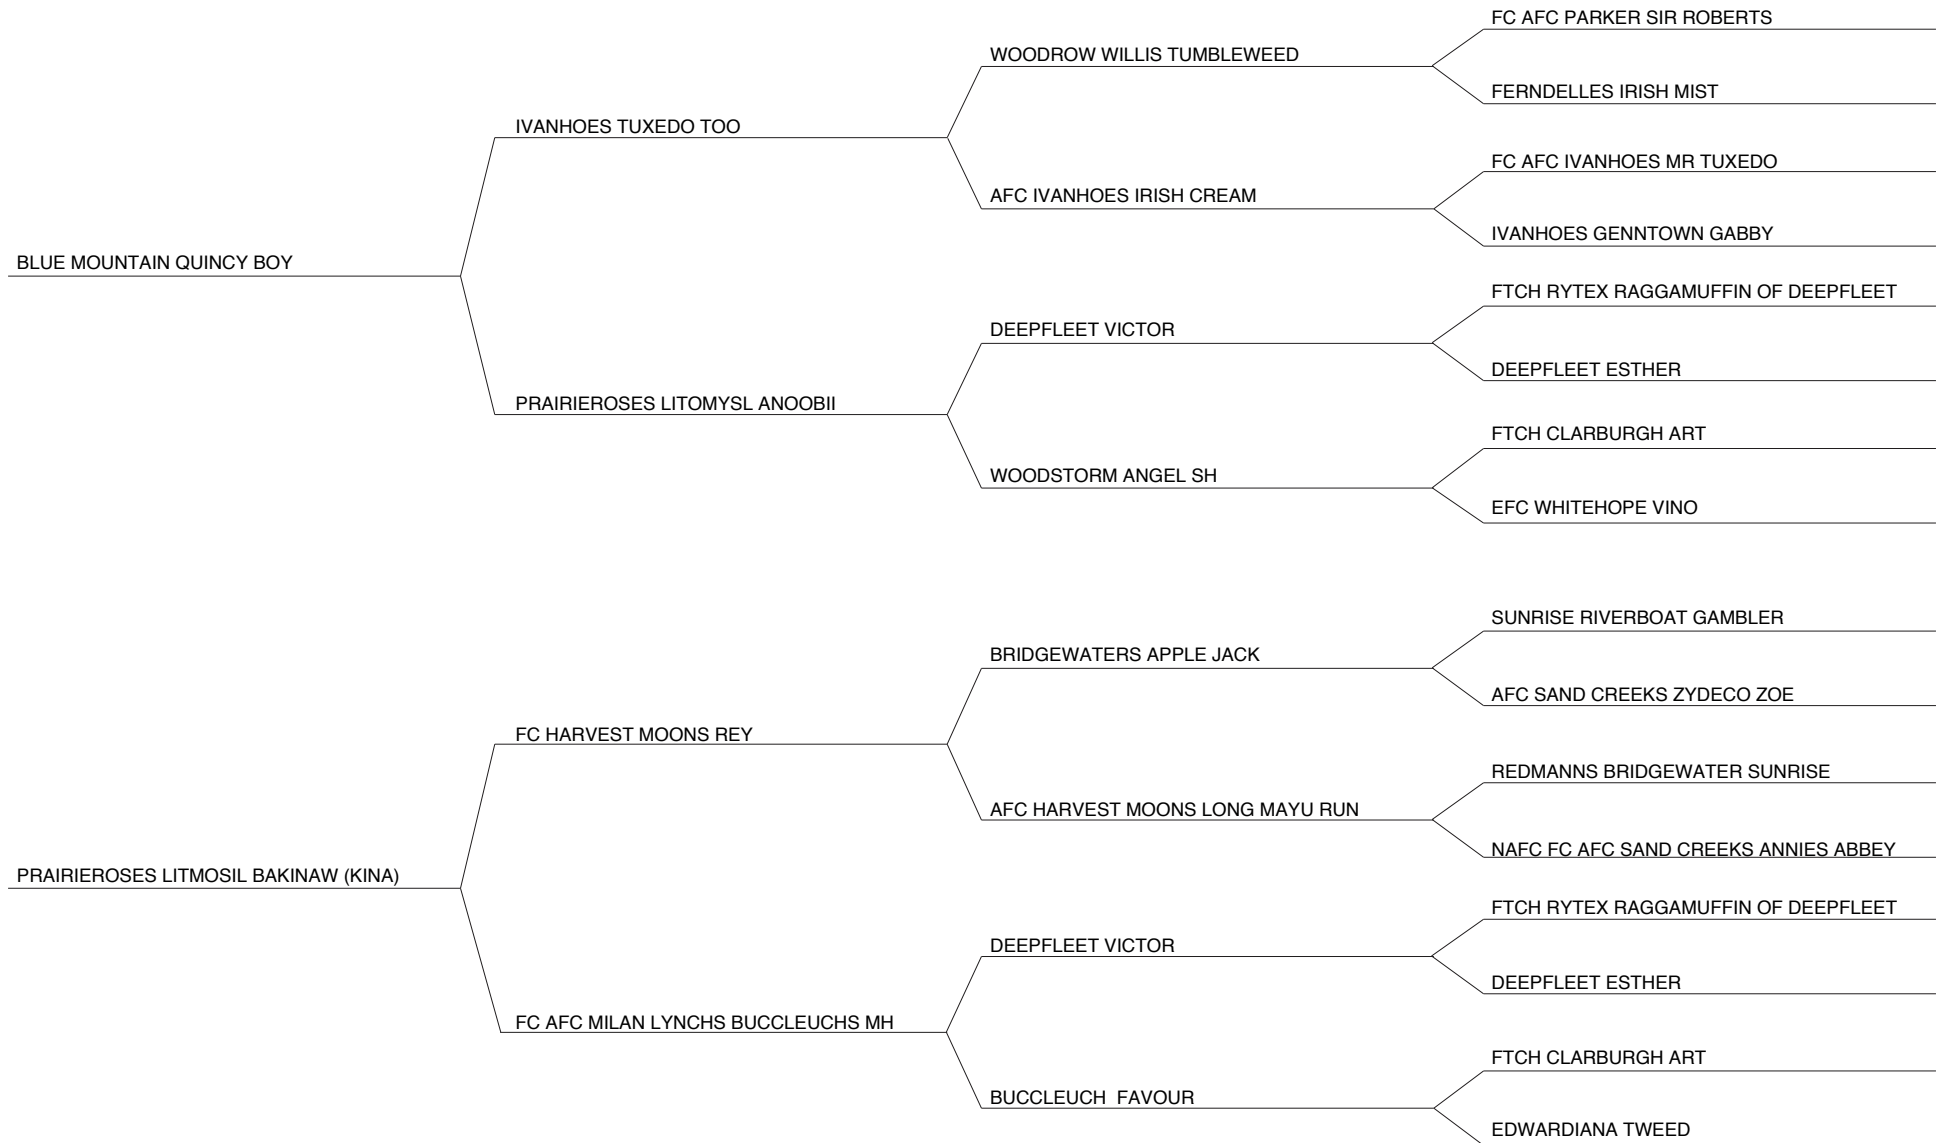 FC AFC PARKER SIR ROBERTS
WOODROW WILLIS TUMBLEWEED
FERNDELLES IRISH MIST
IVANHOES TUXEDO TOO
FC AFC IVANHOES MR TUXEDO
AFC IVANHOES IRISH CREAM
IVANHOES GENNTOWN GABBY
BLUE MOUNTAIN QUINCY BOY
FTCH RYTEX RAGGAMUFFIN OF DEEPFLEET
DEEPFLEET VICTOR
DEEPFLEET ESTHER
PRAIRIEROSES LITOMYSL ANOOBII
FTCH CLARBURGH ART
WOODSTORM ANGEL SH
EFC WHITEHOPE VINO
SUNRISE RIVERBOAT GAMBLER
BRIDGEWATERS APPLE JACK
AFC SAND CREEKS ZYDECO ZOE
FC HARVEST MOONS REY
REDMANNS BRIDGEWATER SUNRISE
AFC HARVEST MOONS LONG MAYU RUN
NAFC FC AFC SAND CREEKS ANNIES ABBEY
PRAIRIEROSES LITMOSIL BAKINAW (KINA)
FTCH RYTEX RAGGAMUFFIN OF DEEPFLEET
DEEPFLEET VICTOR
DEEPFLEET ESTHER
FC AFC MILAN LYNCHS BUCCLEUCHS MH
FTCH CLARBURGH ART
BUCCLEUCH  FAVOUR
EDWARDIANA TWEED